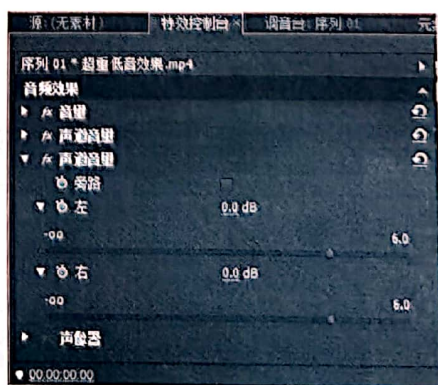 源:(无素材) 特效控制台 × 调音台: 序列 01 元
序列 01 * 超重低音效果.mp4
音频效果
fx 音量
fx 声道音量
fx 声道音量
旁路
左 0.0 dB
-∞ 6.0
右 0.0 dB
-∞ 6.0
声像器
00:00:00:00